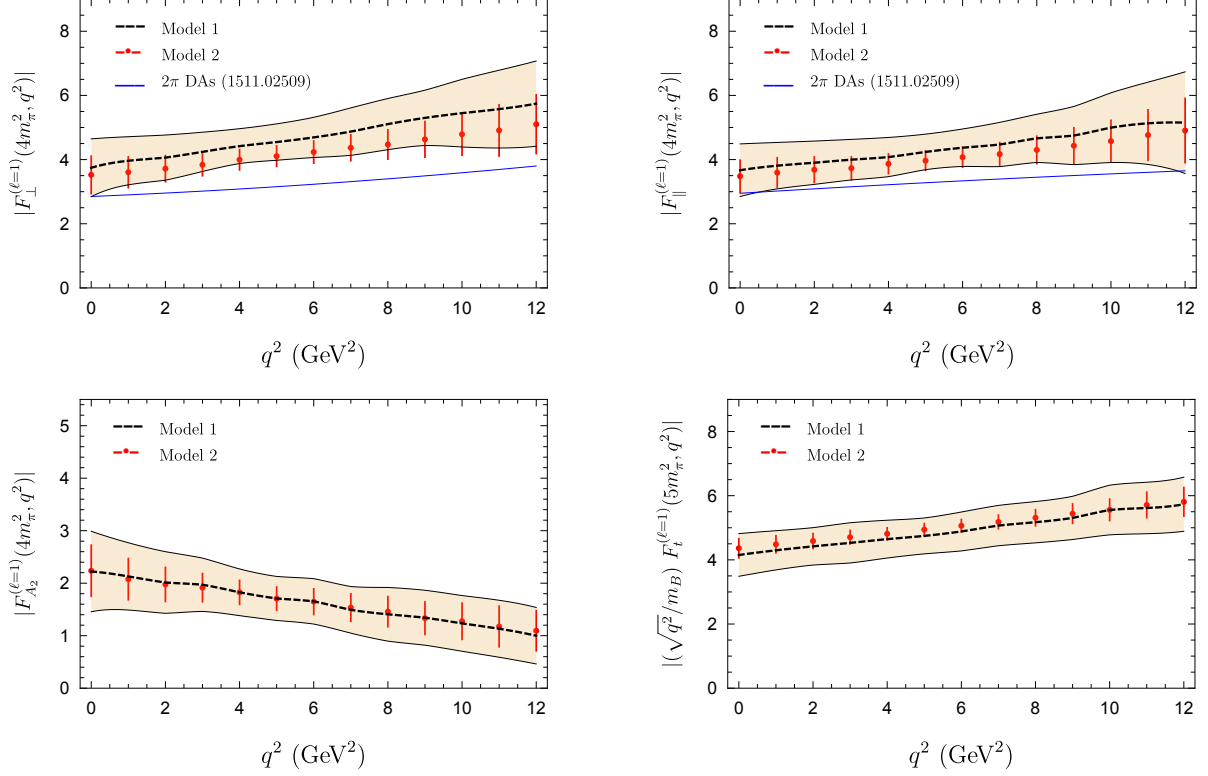 |F_⊥^{(ℓ=1)}(4m_π^2, q^2)|
8
6
4
2
0
Model 1
Model 2
2π DAs (1511.02509)
0 2 4 6 8 10 12
q^2 (GeV^2)
|F_∥^{(ℓ=1)}(4m_π^2, q^2)|
8
6
4
2
0
Model 1
Model 2
2π DAs (1511.02509)
0 2 4 6 8 10 12
q^2 (GeV^2)
|F_{A_2}^{(ℓ=1)}(4m_π^2, q^2)|
5
4
3
2
1
0
Model 1
Model 2
0 2 4 6 8 10 12
q^2 (GeV^2)
|(√q^2/m_B) F_t^{(ℓ=1)}(5m_π^2, q^2)|
8
6
4
2
0
Model 1
Model 2
0 2 4 6 8 10 12
q^2 (GeV^2)